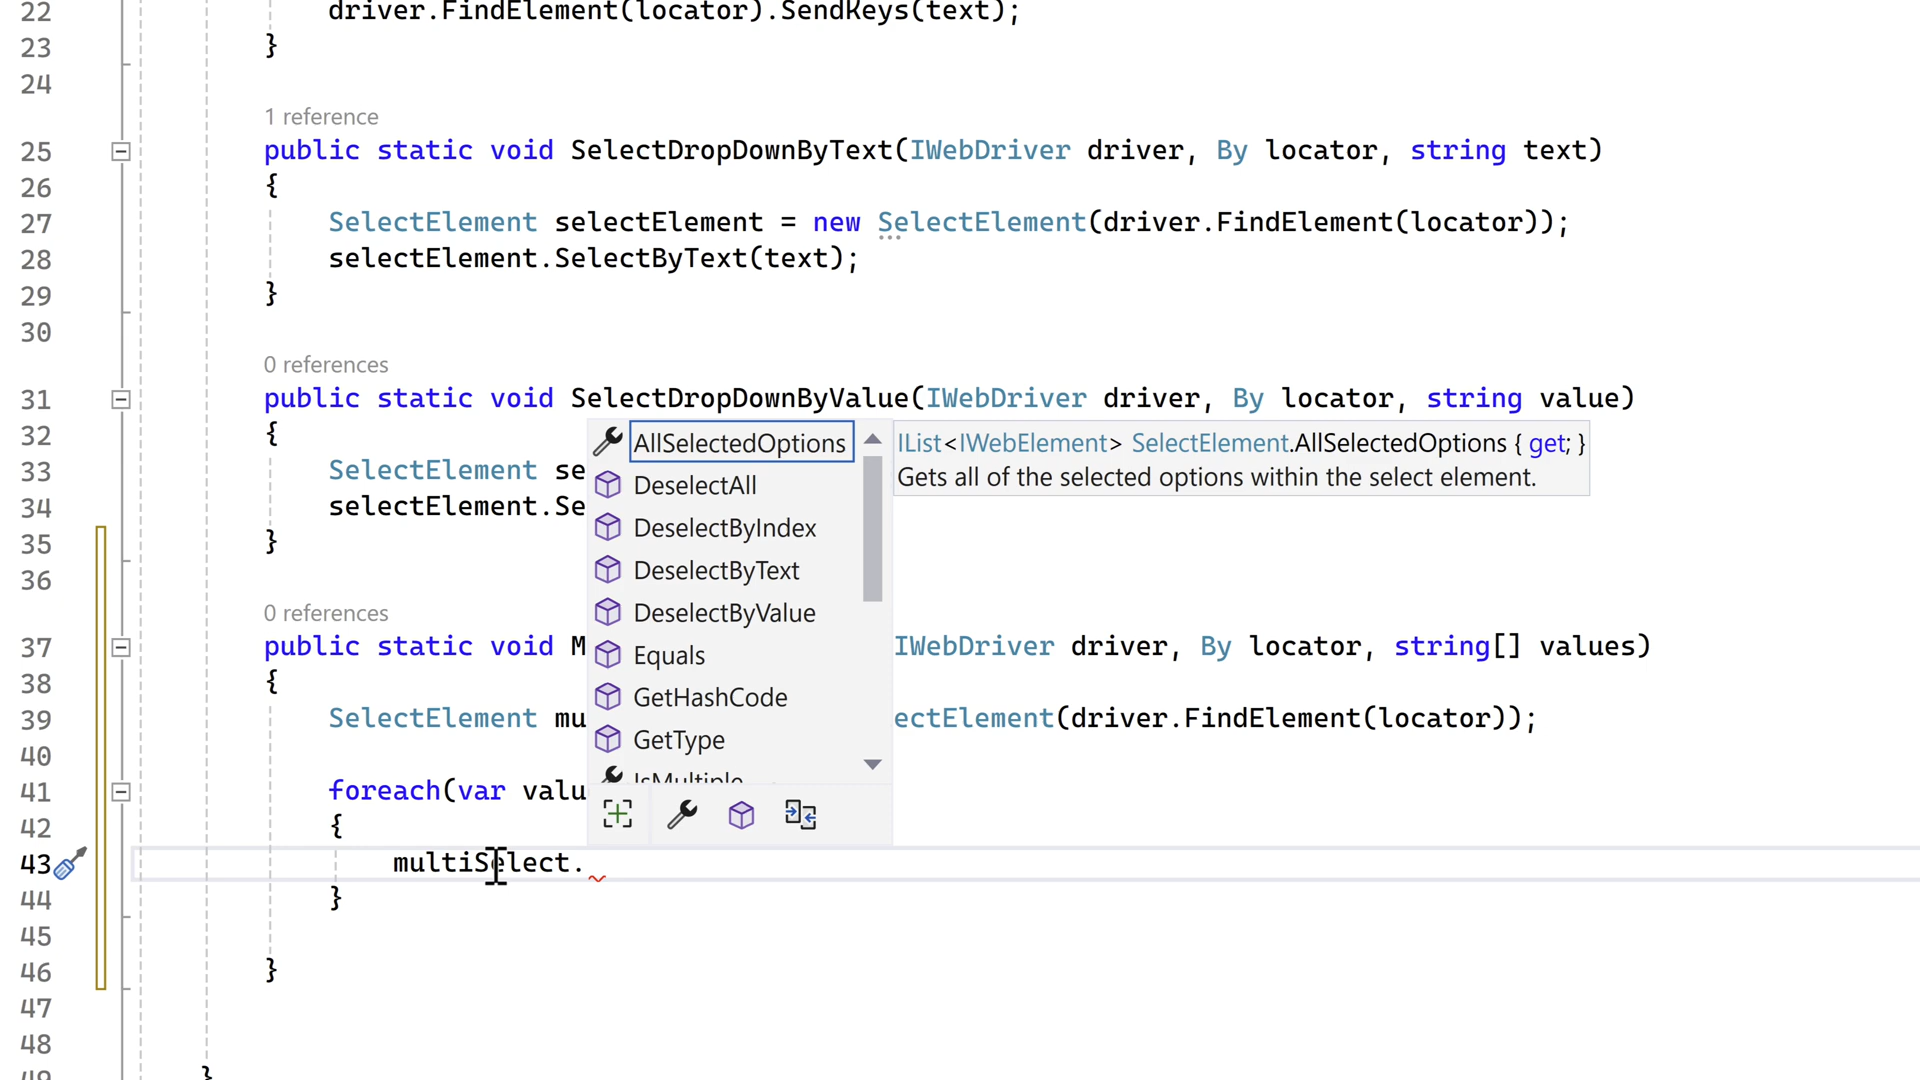 22 driver.FindElement(locator).SendKeys(text);
23 }
24
1 reference
25 public static void SelectDropDownByText(IWebDriver driver, By locator, string text)
26 {
27 SelectElement selectElement = new SelectElement(driver.FindElement(locator));
28 selectElement.SelectByText(text);
29 }
30
0 references
31 public static void SelectDropDownByValue(IWebDriver driver, By locator, string value)
32 {
AllSelectedOptions IList<IWebElement> SelectElement.AllSelectedOptions { get; }
33 SelectElement se
Gets all of the selected options within the select element.
DeselectAll
34 selectElement.Se
DeselectByIndex
35 }
DeselectByText
36
0 references
DeselectByValue
37 public static void M IWebDriver driver, By locator, string[] values)
Equals
38 {
GetHashCode
39 SelectElement mu ectElement(driver.FindElement(locator));
GetType
40
IsMultiple
41 foreach(var valu
42 {
43 multiSelect.
44 }
45
46 }
47
48
49 }